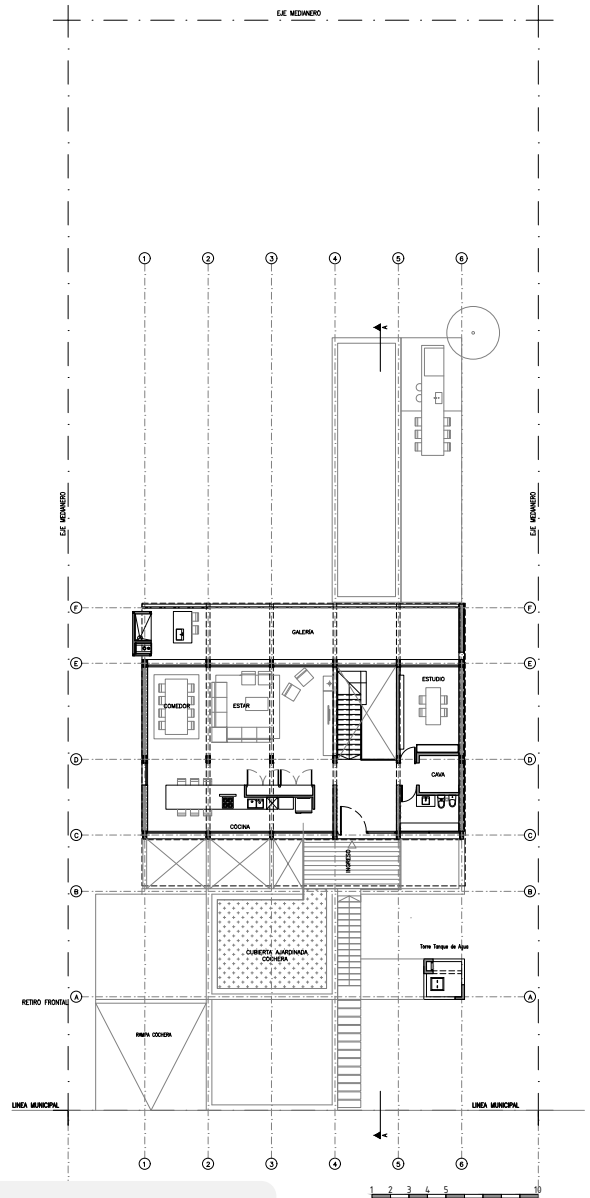 EJE MEDIANERO
1 2 3 4 5 6
A
EJE MEDIANERO
EJE MEDIANERO
F
GALERÍA
F
E
E
ESTUDIO
COMEDOR
ESTAR
D
D
CAVA
COCINA
C
C
INGRESO
B
B
Torre Tanque de Agua
CUBIERTA AJARDINADA
COCHERA
RETIRO FRONTAL
A
A
RAMPA COCHERA
LINEA MUNICIPAL
LINEA MUNICIPAL
A
1 2 3 4 5 6
1 2 3 4 5 10